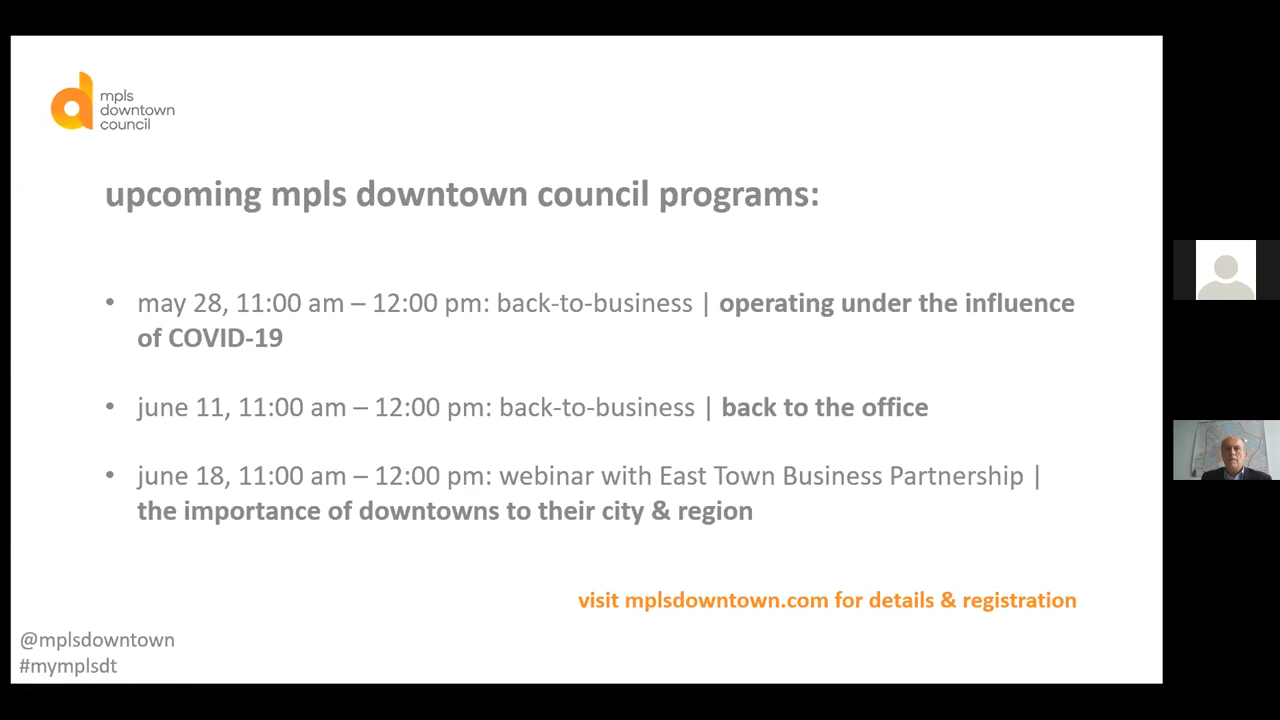 mpls
downtown
council
upcoming mpls downtown council programs:
• may 28, 11:00 am – 12:00 pm: back-to-business | operating under the influence
of COVID-19
• june 11, 11:00 am – 12:00 pm: back-to-business | back to the office
• june 18, 11:00 am – 12:00 pm: webinar with East Town Business Partnership |
the importance of downtowns to their city & region
visit mplsdowntown.com for details & registration
@mplsdowntown
#mymplsdt